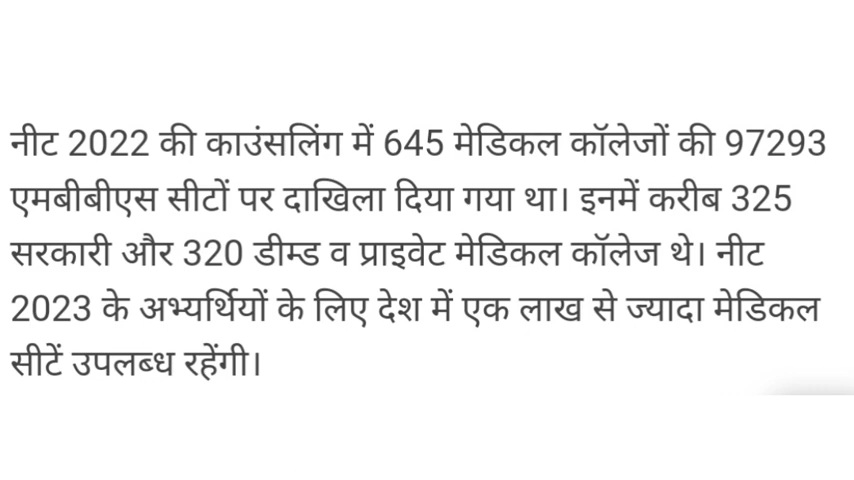 नीट 2022 की काउंसलिंग में 645 मेडिकल कॉलेजों की 97293
एमबीबीएस सीटों पर दाखिला दिया गया था। इनमें करीब 325
सरकारी और 320 डीम्ड व प्राइवेट मेडिकल कॉलेज थे। नीट
2023 के अभ्यर्थियों के लिए देश में एक लाख से ज्यादा मेडिकल
सीटें उपलब्ध रहेंगी।